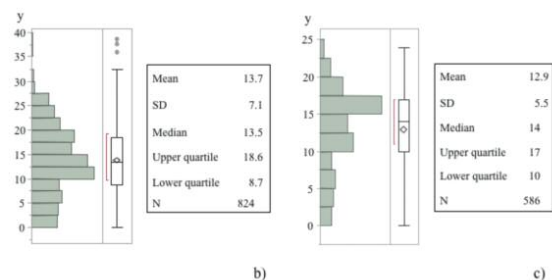 y
40
35
30
25
20
15
10
5
0
Mean 13.7
SD 7.1
Median 13.5
Upper quartile 18.6
Lower quartile 8.7
N 824
b)
y
25
20
15
10
5
0
Mean 12.9
SD 5.5
Median 14
Upper quartile 17
Lower quartile 10
N 586
c)